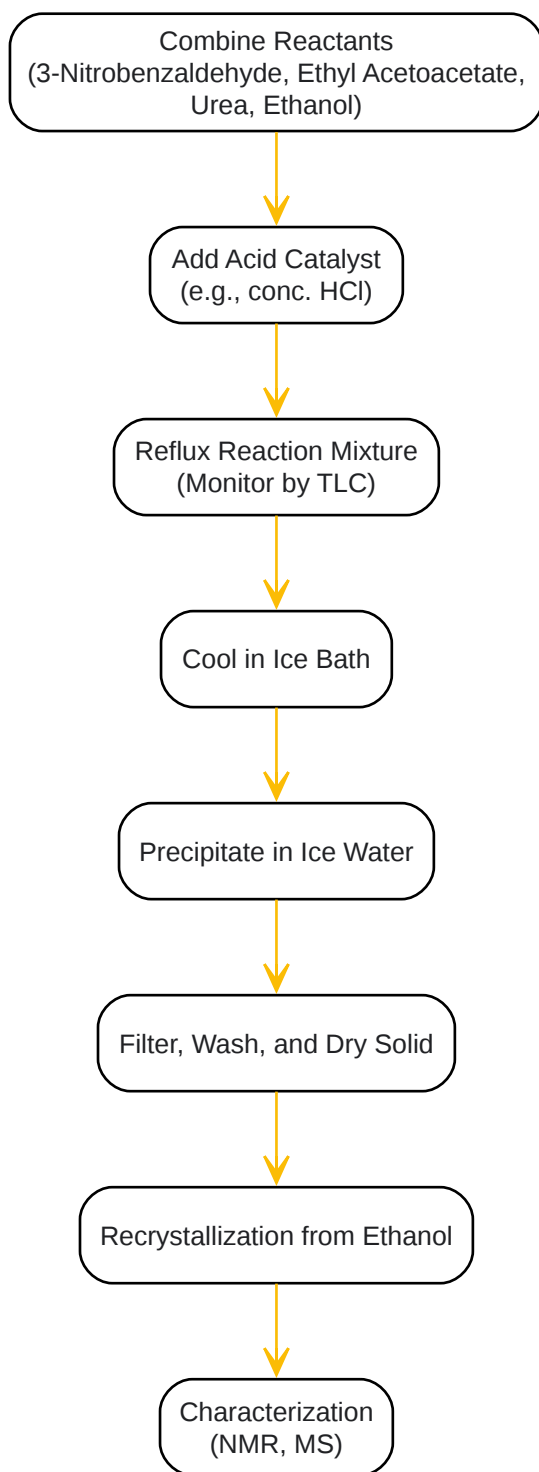 Combine Reactants
(3-Nitrobenzaldehyde, Ethyl Acetoacetate,
Urea, Ethanol)
Add Acid Catalyst
(e.g., conc. HCl)
Reflux Reaction Mixture
(Monitor by TLC)
Cool in Ice Bath
Precipitate in Ice Water
Filter, Wash, and Dry Solid
Recrystallization from Ethanol
Characterization
(NMR, MS)